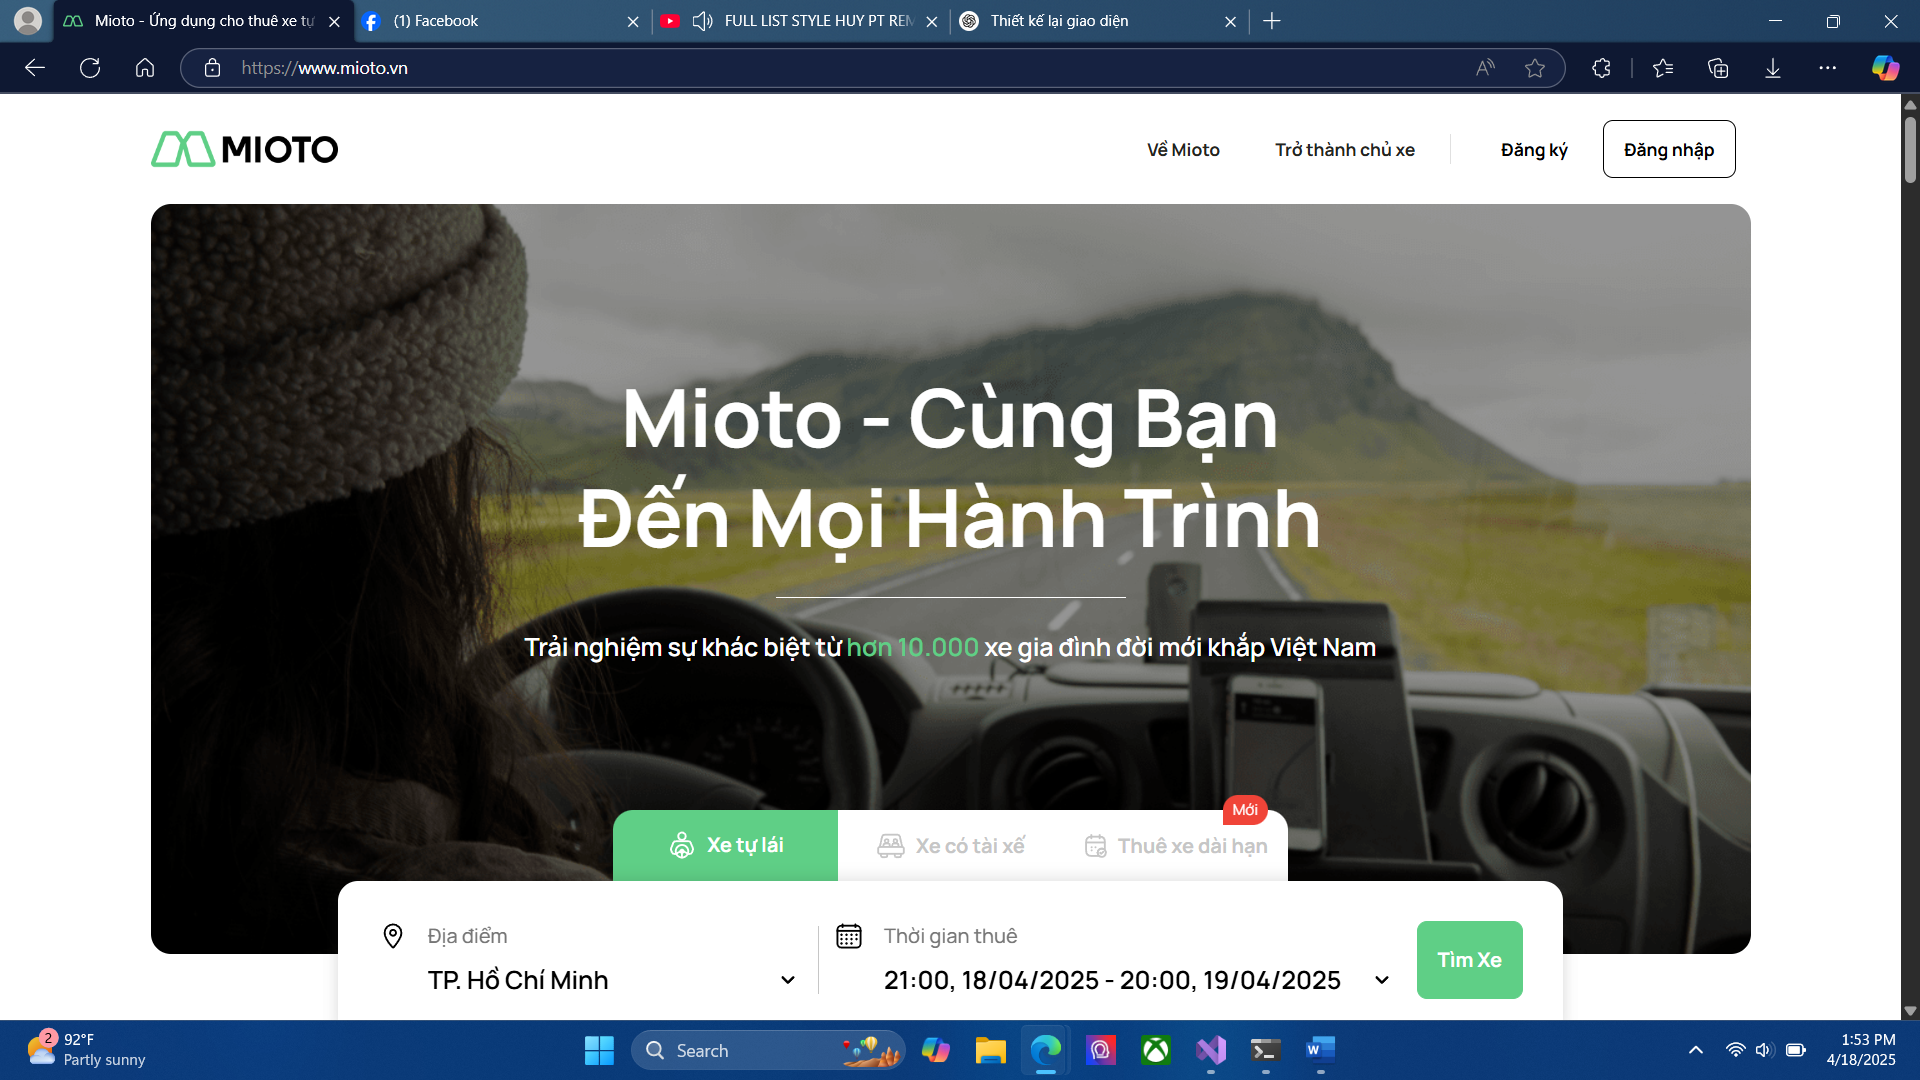 Mioto - Ứng dụng cho thuê xe tự
(1) Facebook
FULL LIST STYLE HUY PT REM
Thiết kế lại giao diện
https://www.mioto.vn
MIOTO
Về Mioto
Trở thành chủ xe
Đăng ký
Đăng nhập
Mioto - Cùng Bạn
Đến Mọi Hành Trình
Trải nghiệm sự khác biệt từ hơn 10.000 xe gia đình đời mới khắp Việt Nam
Mới
Xe tự lái
Xe có tài xế
Thuê xe dài hạn
Địa điểm
TP. Hồ Chí Minh
Thời gian thuê
21:00, 18/04/2025 - 20:00, 19/04/2025
Tìm Xe
2
92°F
Partly sunny
Search
1:53 PM
4/18/2025